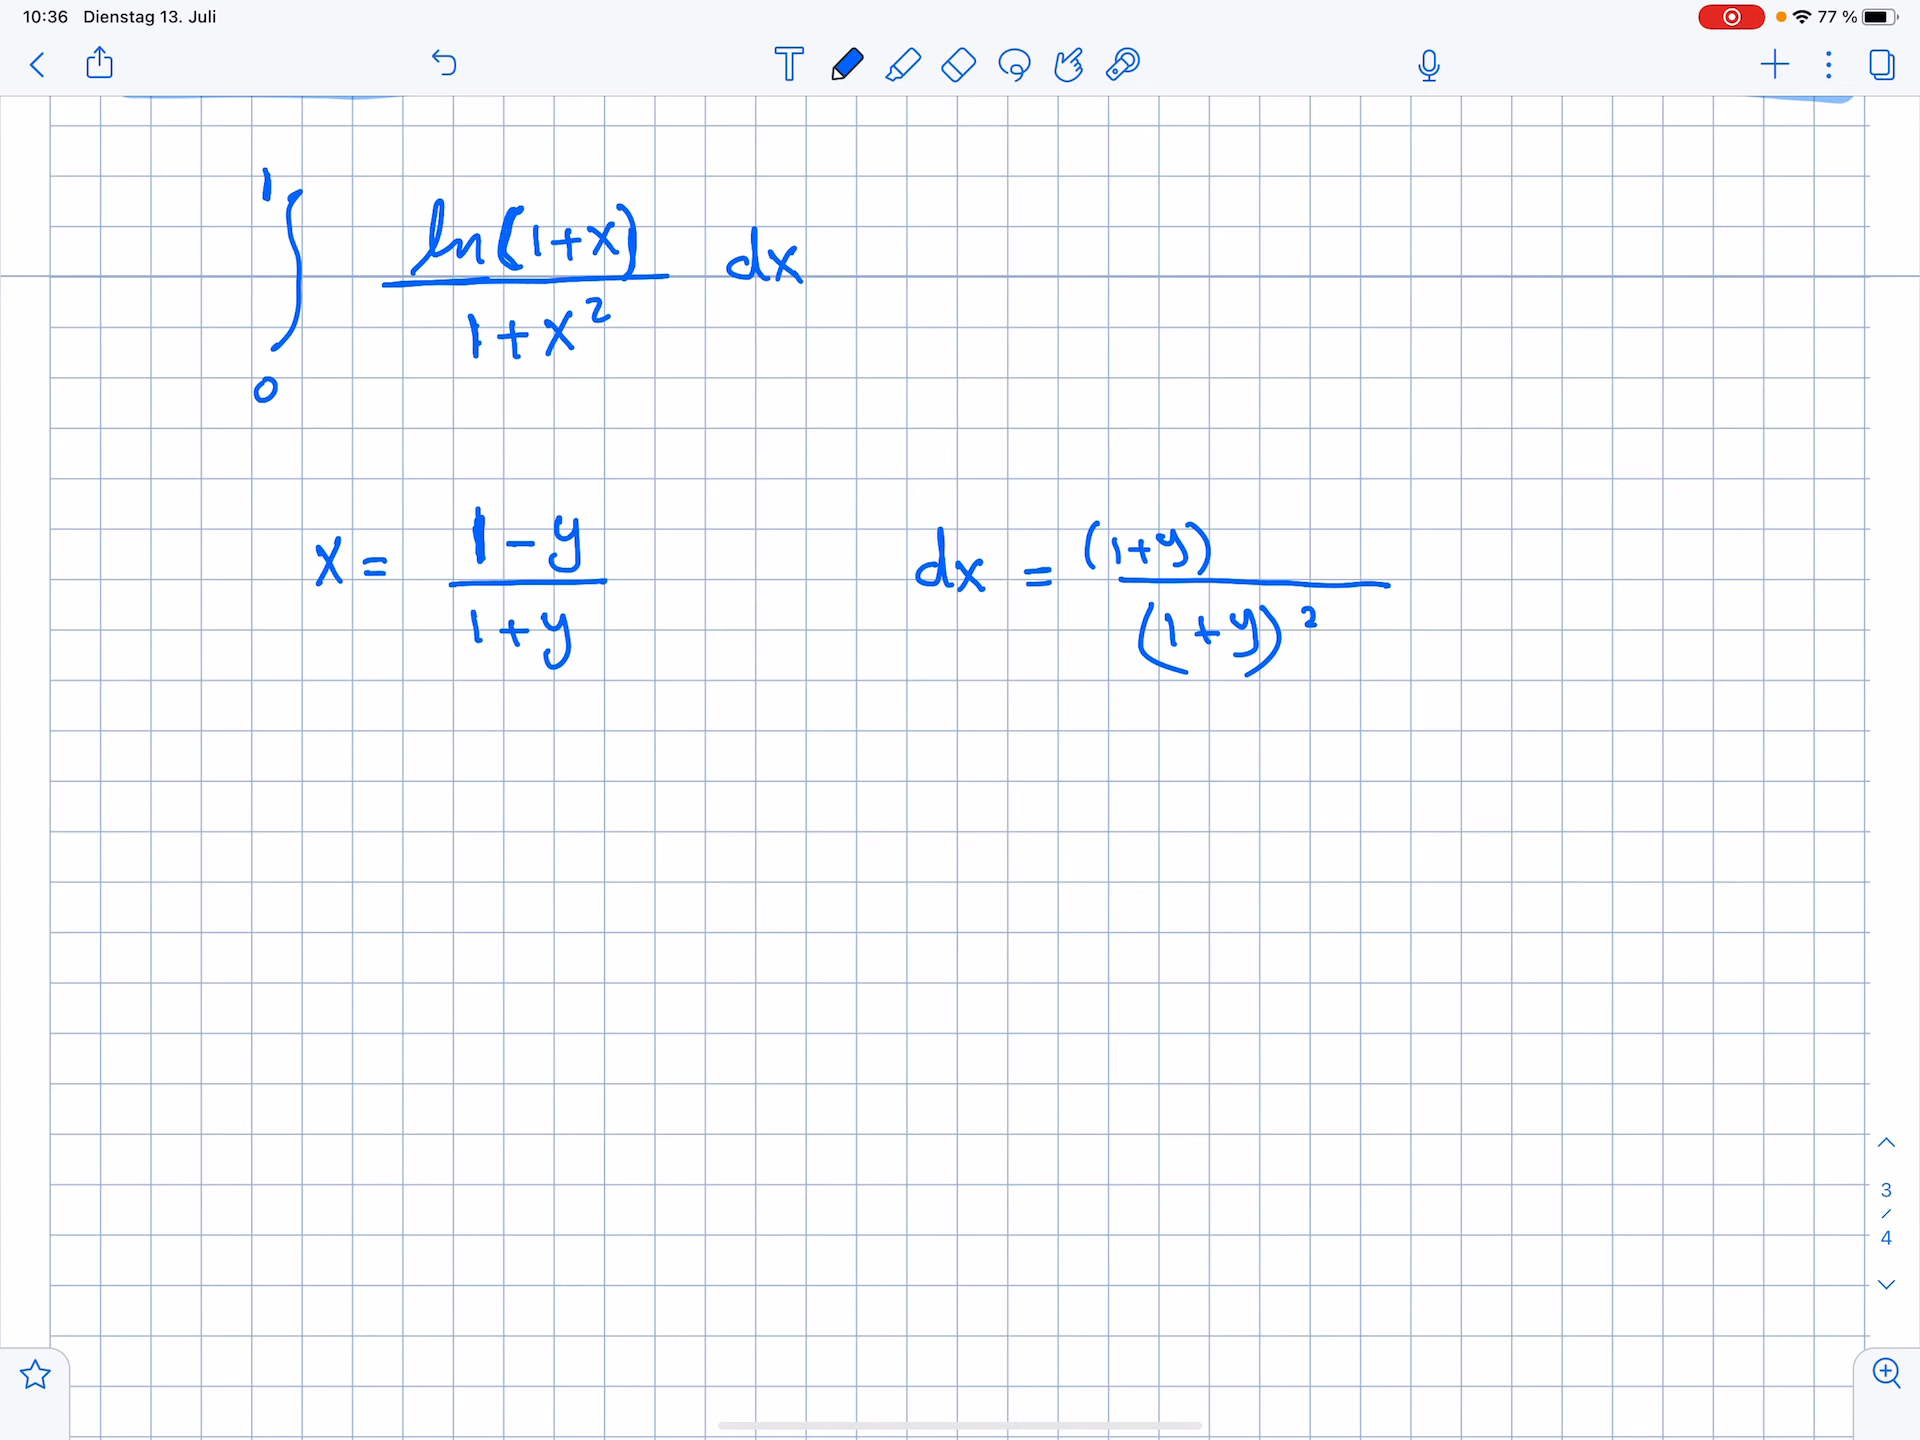 10:36 Dienstag 13. Juli 77 %
1
ln(1+x)
∫ dx
1+x²
0
1-y (1+y)
x = dx =
1+y (1+y)²
3
/
4